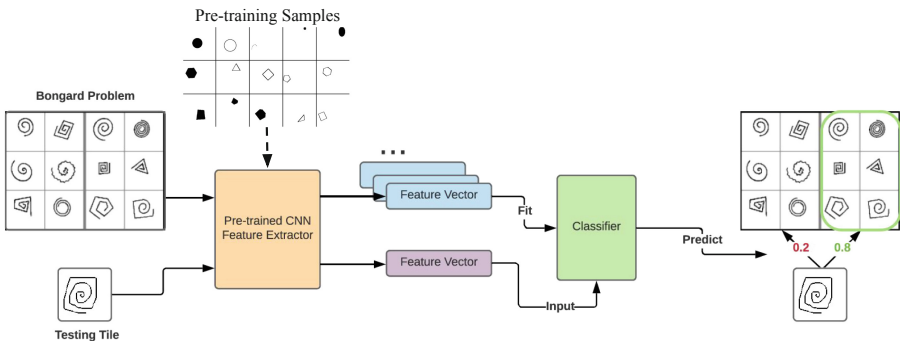 Pre-training Samples
Bongard Problem
Pre-trained CNN
Feature Extractor
...
Feature Vector
Fit
Classifier
Predict
0.2
0.8
Feature Vector
Input
Testing Tile